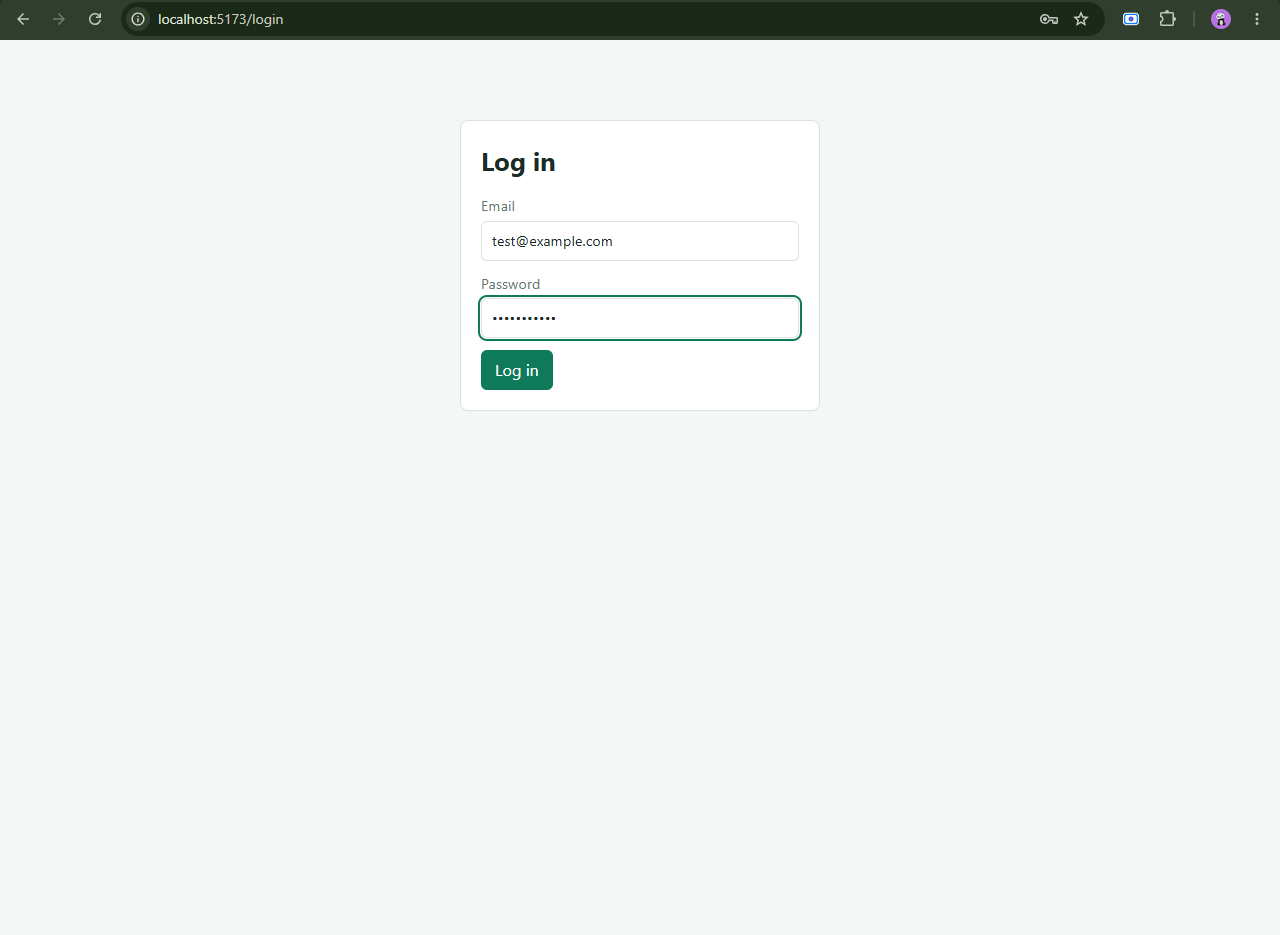 localhost:5173/login
Log in
Email
test@example.com
Password
•••••••••••
Log in